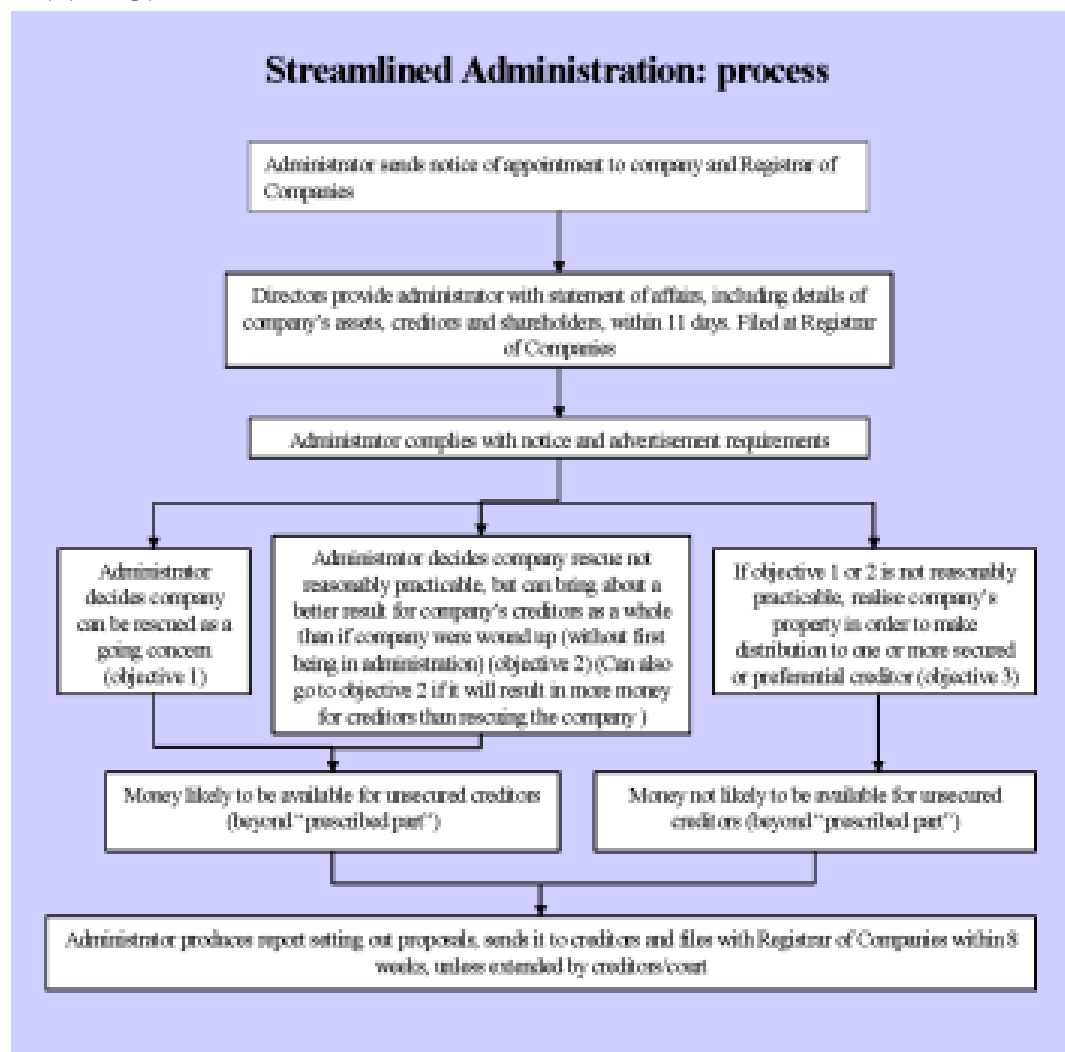 Streamlined Administration: process
Administrator sends notice of appointment to company and Registrar of
Companies
Directors provide administrator with statement of affairs, including details of
company's assets, creditors and shareholders, within 11 days. Filed at Registrar
of Companies
Administrator complies with notice and advertisement requirements
Administrator
decides company
can be rescued as a
going concern
(objective 1)
Administrator decides company rescue not
reasonably practicable, but can bring about a
better result for company's creditors as a whole
than if company were wound up (without first
being in administration) (objective 2) (Can also
go to objective 2 if it will result in more money
for creditors than rescuing the company )
If objective 1 or 2 is not reasonably
practicable, realise company's
property in order to make
distribution to one or more secured
or preferential creditor (objective 3)
Money likely to be available for unsecured creditors
(beyond "prescribed part")
Money not likely to be available for unsecured
creditors (beyond "prescribed part")
Administrator produces report setting out proposals, sends it to creditors and files with Registrar of Companies within 8
weeks, unless extended by creditors/court